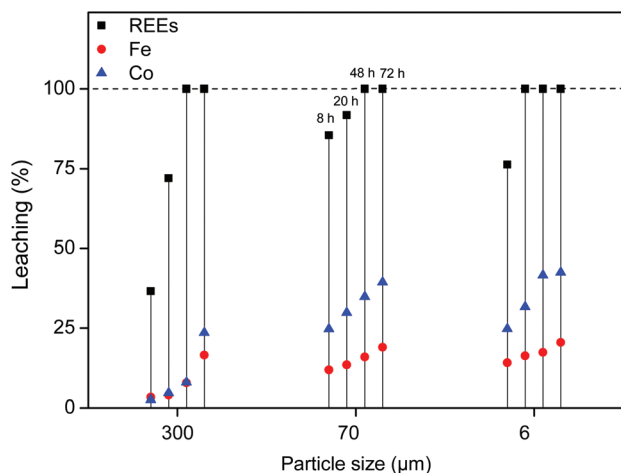 REEs
Fe
Co
100
75
50
25
0
Leaching (%)
8 h
20 h
48 h 72 h
300 70 6
Particle size (µm)